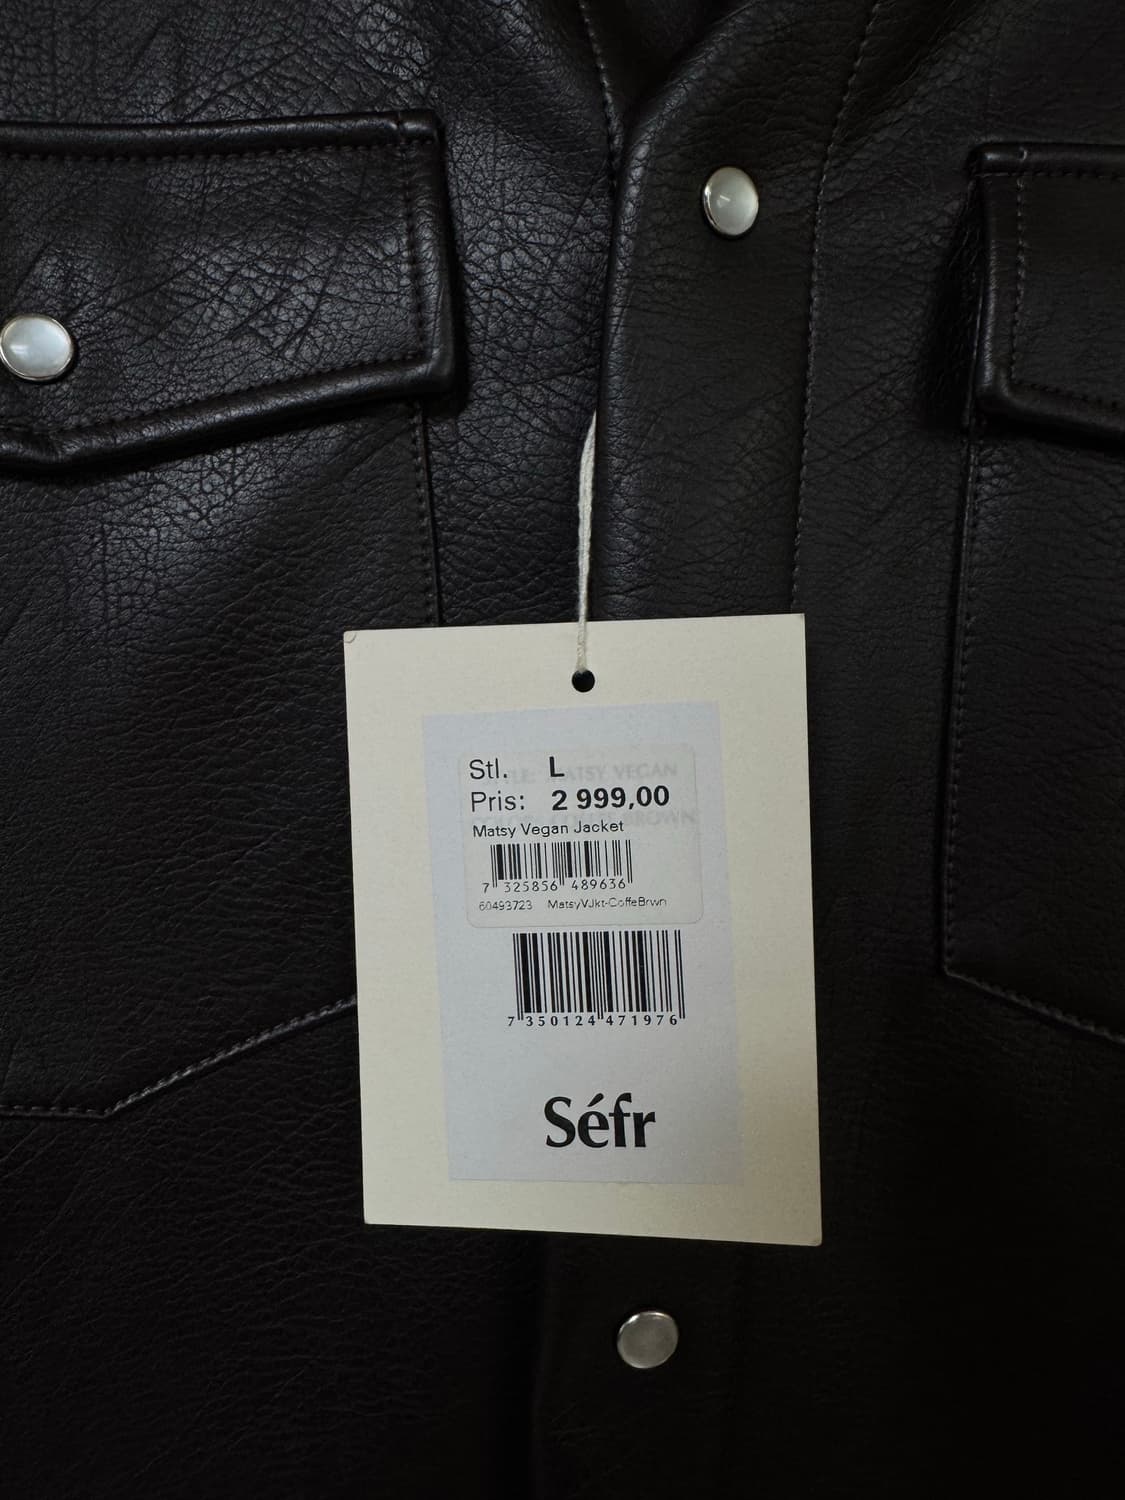 Stl. L
Pris: 2 999,00
Matsy Vegan Jacket
7 325856 489636
60493723 MatsyVJkt-CoffeBrwn
7 350124 471976
Séfr